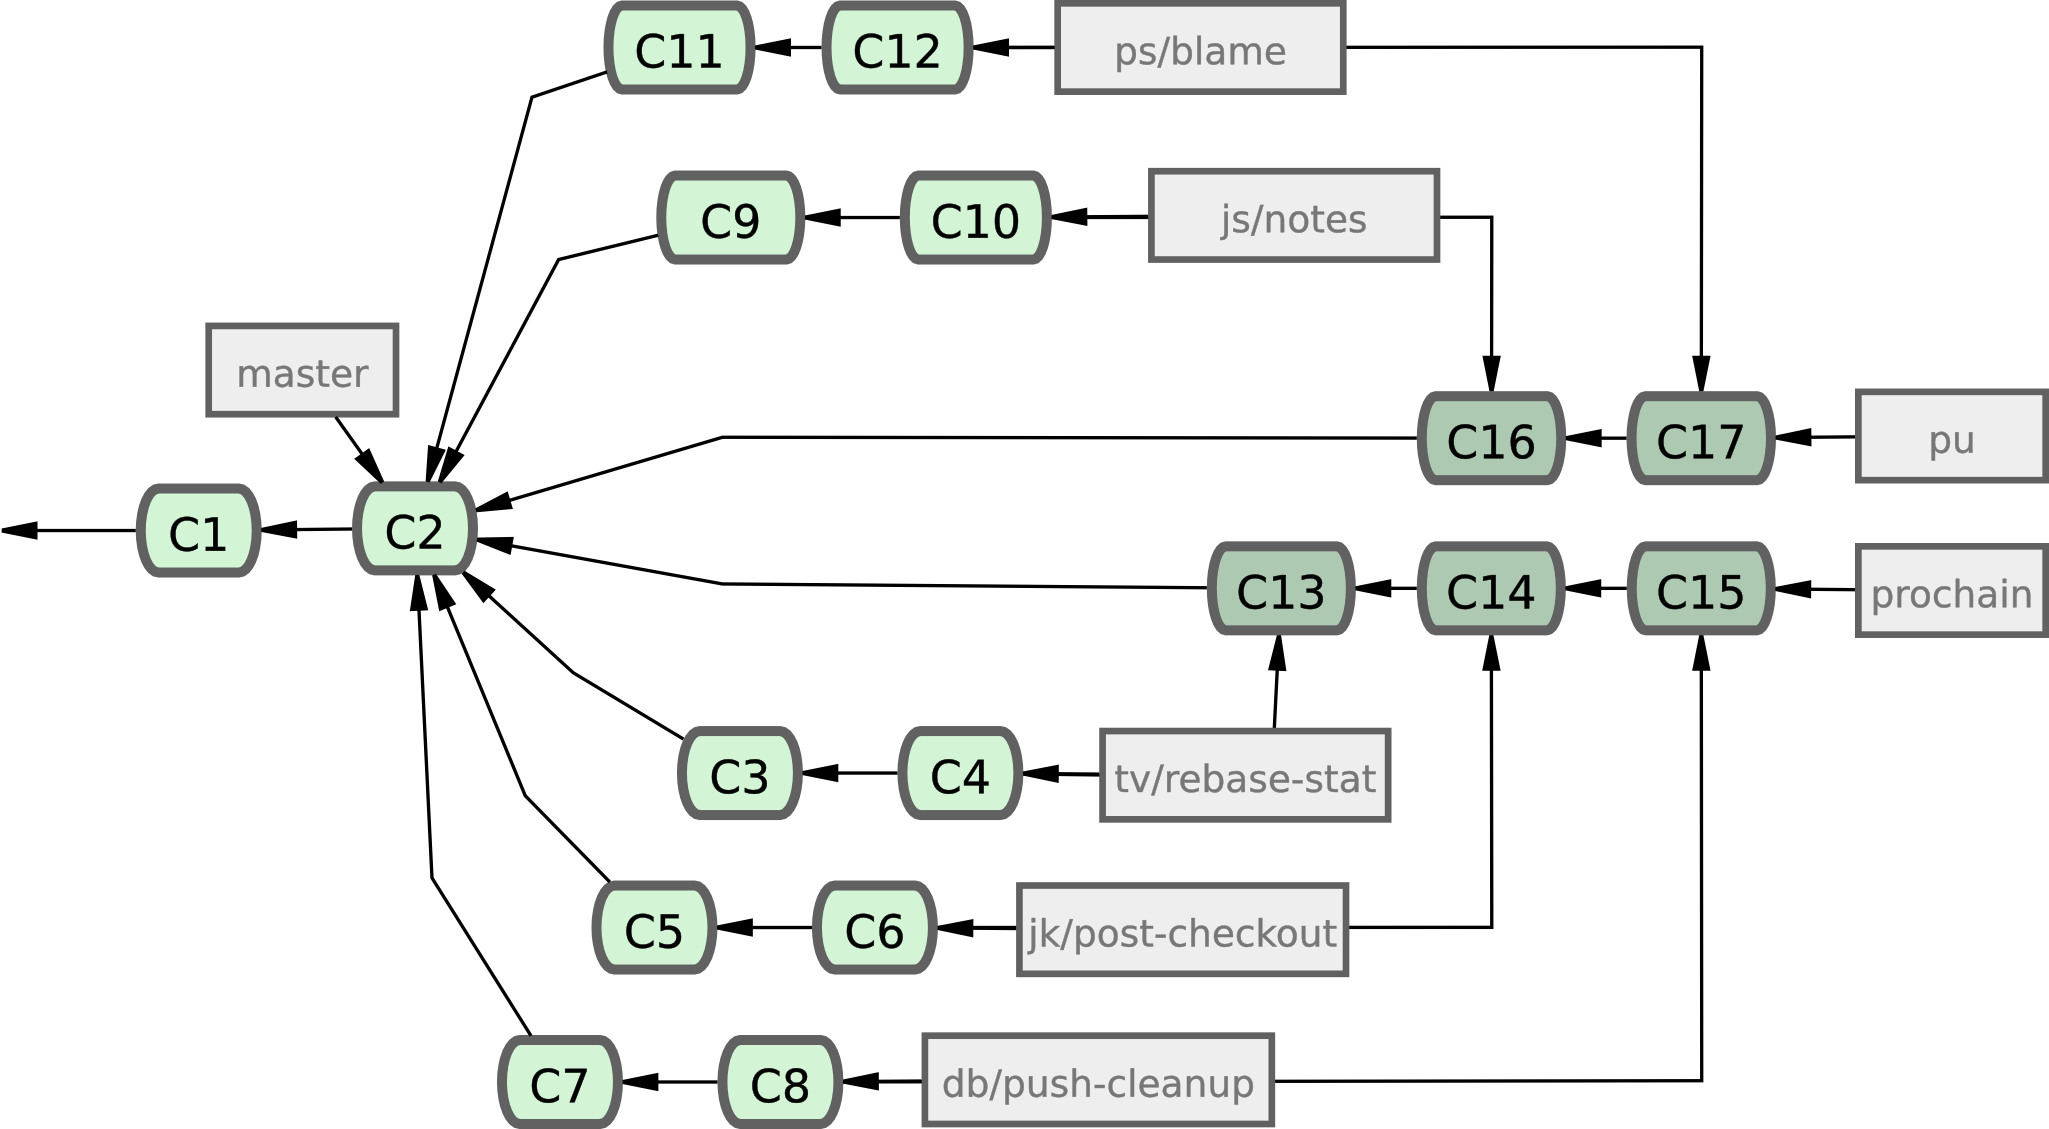 C11
C12
ps/blame
C9
C10
js/notes
master
C16
C17
pu
C1
C2
C13
C14
C15
prochain
C3
C4
tv/rebase-stat
C5
C6
jk/post-checkout
C7
C8
db/push-cleanup